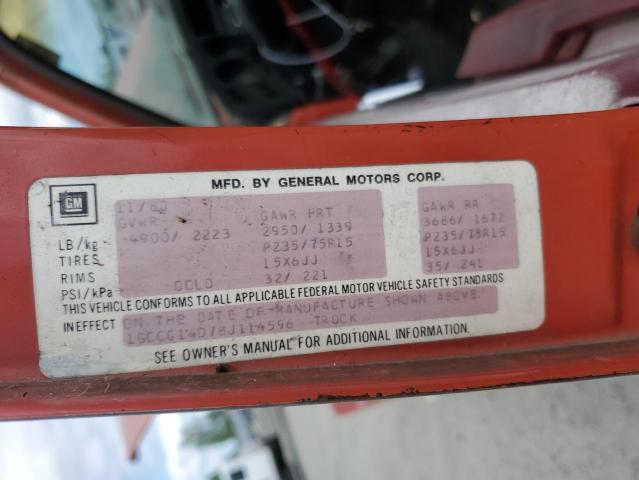 MFD. BY GENERAL MOTORS CORP.
GM
11/80
GVWR GAWR FRT GAWR RR
LB/kg 4900/ 2223 2950/ 1339 3686/ 1672
TIRES P235/75R15 P235/75R15
RIMS 15X6JJ 15X6JJ
PSI/kPa COLD 32/ 221 35/ 241
THIS VEHICLE CONFORMS TO ALL APPLICABLE FEDERAL MOTOR VEHICLE SAFETY STANDARDS
IN EFFECT ON THE DATE OF MANUFACTURE SHOWN ABOVE.
TRUCK
SEE OWNER'S MANUAL FOR ADDITIONAL INFORMATION.